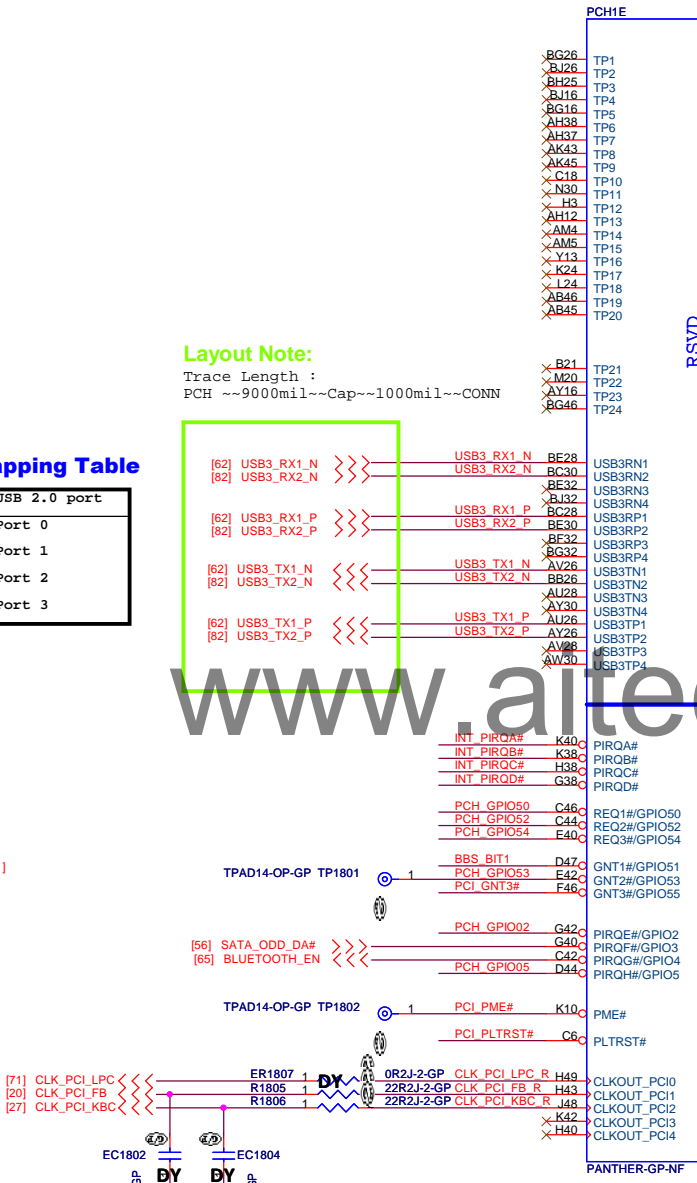 PCH1E
BG26 TP1
BJ26 TP2
BH25 TP3
BJ16 TP4
BG16 TP5
AH38 TP6
AH37 TP7
AK43 TP8
AK45 TP9
C18 TP10
N30 TP11
H3 TP12
AH12 TP13
AM4 TP14
AM5 TP15
Y13 TP16
K24 TP17
L24 TP18
AB46 TP19
AB45 TP20
RSVD
B21 TP21
M20 TP22
AY16 TP23
BG46 TP24
Layout Note:
Trace Length :
PCH ~~9000mil~~Cap~~1000mil~~CONN
apping Table
USB 2.0 port
Port 0
Port 1
Port 2
Port 3
[62] USB3_RX1_N USB3_RX1_N BE28 USB3RN1
[82] USB3_RX2_N USB3_RX2_N BC30 USB3RN2
BE32 USB3RN3
BJ32 USB3RN4
[62] USB3_RX1_P USB3_RX1_P BC28 USB3RP1
[82] USB3_RX2_P USB3_RX2_P BE30 USB3RP2
BF32 USB3RP3
BG32 USB3RP4
[62] USB3_TX1_N USB3_TX1_N AV26 USB3TN1
[82] USB3_TX2_N USB3_TX2_N BB26 USB3TN2
AU28 USB3TN3
AY30 USB3TN4
[62] USB3_TX1_P USB3_TX1_P AU26 USB3TP1
[82] USB3_TX2_P USB3_TX2_P AY26 USB3TP2
AV28 USB3TP3
AW30 USB3TP4
www.aite
INT_PIRQA# K40 PIRQA#
INT_PIRQB# K38 PIRQB#
INT_PIRQC# H38 PIRQC#
INT_PIRQD# G38 PIRQD#
PCH_GPIO50 C46 REQ1#/GPIO50
PCH_GPIO52 C44 REQ2#/GPIO52
PCH_GPIO54 E40 REQ3#/GPIO54
]
BBS_BIT1 D47 GNT1#/GPIO51
TPAD14-OP-GP TP1801 1 PCH_GPIO53 E42 GNT2#/GPIO53
PCI_GNT3# F46 GNT3#/GPIO55
PCH_GPIO02 G42 PIRQE#/GPIO2
[56] SATA_ODD_DA# G40 PIRQF#/GPIO3
[65] BLUETOOTH_EN C42 PIRQG#/GPIO4
PCH_GPIO05 D44 PIRQH#/GPIO5
TPAD14-OP-GP TP1802 1 PCI_PME# K10 PME#
PCI_PLTRST# C6 PLTRST#
[71] CLK_PCI_LPC ER1807 1 DY 0R2J-2-GP CLK_PCI_LPC_R H49 CLKOUT_PCI0
[20] CLK_PCI_FB R1805 1 22R2J-2-GP CLK_PCI_FB_R H43 CLKOUT_PCI1
[27] CLK_PCI_KBC R1806 1 22R2J-2-GP CLK_PCI_KBC_R J48 CLKOUT_PCI2
K42 CLKOUT_PCI3
H40 CLKOUT_PCI4
EC1802 EC1804
DY DY
GP GP
PANTHER-GP-NF